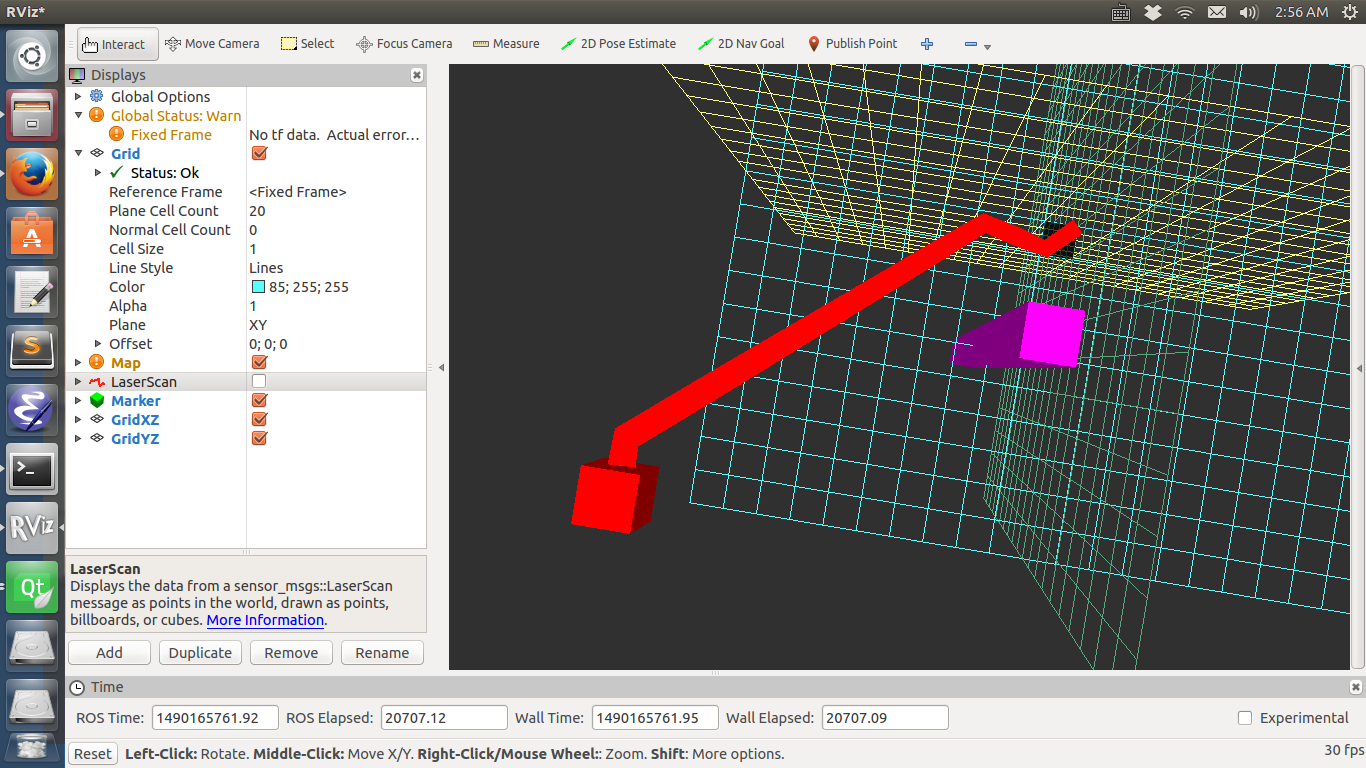 RViz*
2:56 AM
Interact
Move Camera
Select
Focus Camera
Measure
2D Pose Estimate
2D Nav Goal
Publish Point
Displays
Global Options
Global Status: Warn
Fixed Frame No tf data. Actual error…
Grid
Status: Ok
Reference Frame <Fixed Frame>
Plane Cell Count 20
Normal Cell Count 0
Cell Size 1
Line Style Lines
Color 85; 255; 255
Alpha 1
Plane XY
Offset 0; 0; 0
Map
LaserScan
Marker
GridXZ
GridYZ
LaserScan
Displays the data from a sensor_msgs::LaserScan
message as points in the world, drawn as points,
billboards, or cubes. More Information.
Add
Duplicate
Remove
Rename
Time
ROS Time: 1490165761.92 ROS Elapsed: 20707.12 Wall Time: 1490165761.95 Wall Elapsed: 20707.09 Experimental
Reset Left-Click: Rotate. Middle-Click: Move X/Y. Right-Click/Mouse Wheel:: Zoom. Shift: More options. 30 fps
S
>_
RViz
Qt